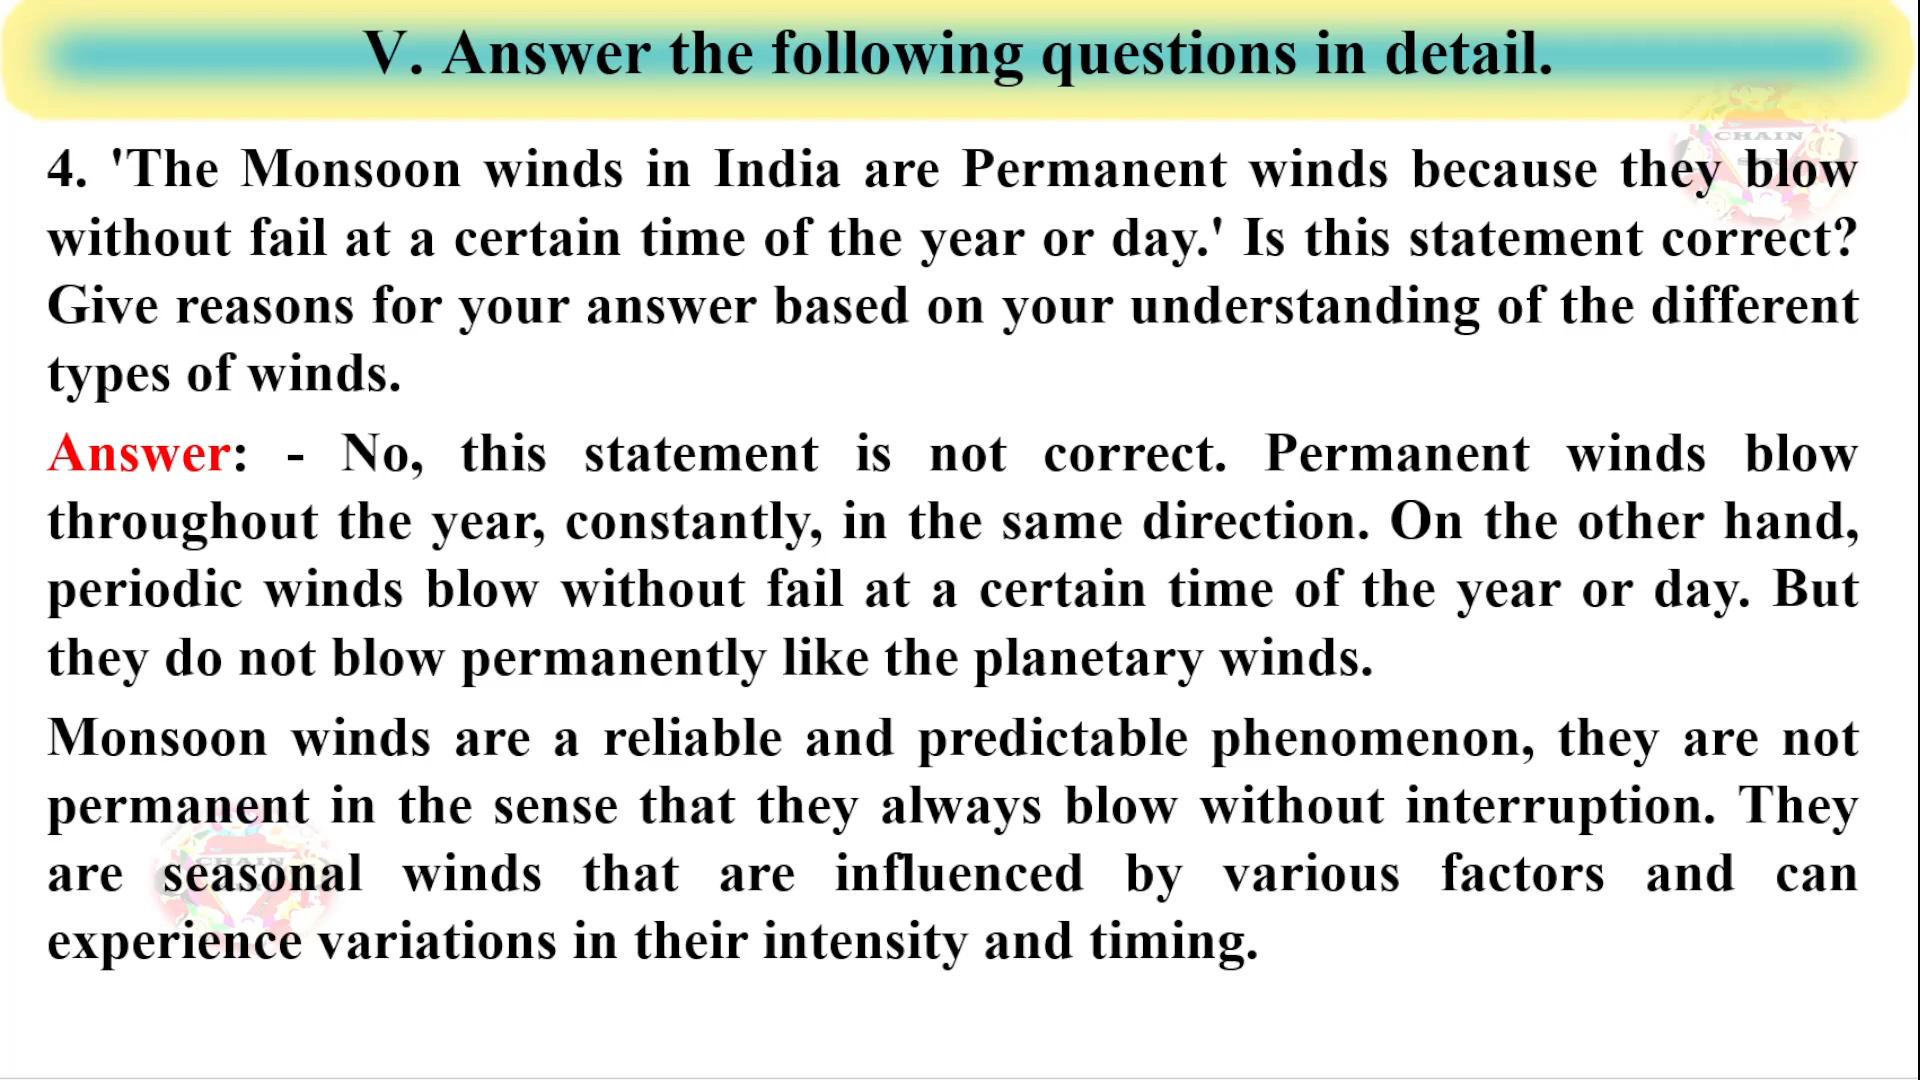 V. Answer the following questions in detail.
CHAIN
4. 'The Monsoon winds in India are Permanent winds because they blow
without fail at a certain time of the year or day.' Is this statement correct?
Give reasons for your answer based on your understanding of the different
types of winds.
Answer: - No, this statement is not correct. Permanent winds blow
throughout the year, constantly, in the same direction. On the other hand,
periodic winds blow without fail at a certain time of the year or day. But
they do not blow permanently like the planetary winds.
Monsoon winds are a reliable and predictable phenomenon, they are not
permanent in the sense that they always blow without interruption. They
CHAIN
are seasonal winds that are influenced by various factors and can
experience variations in their intensity and timing.